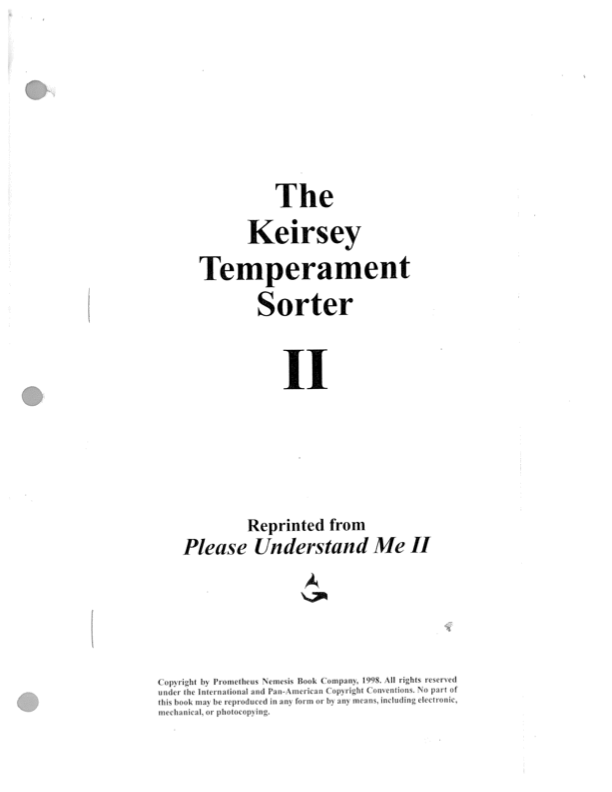 The
Keirsey
Temperament
Sorter
II
Reprinted from
Please Understand Me II
Copyright by Prometheus Nemesis Book Company, 1998. All rights reserved
under the International and Pan-American Copyright Conventions. No part of
this book may be reproduced in any form or by any means, including electronic,
mechanical, or photocopying.